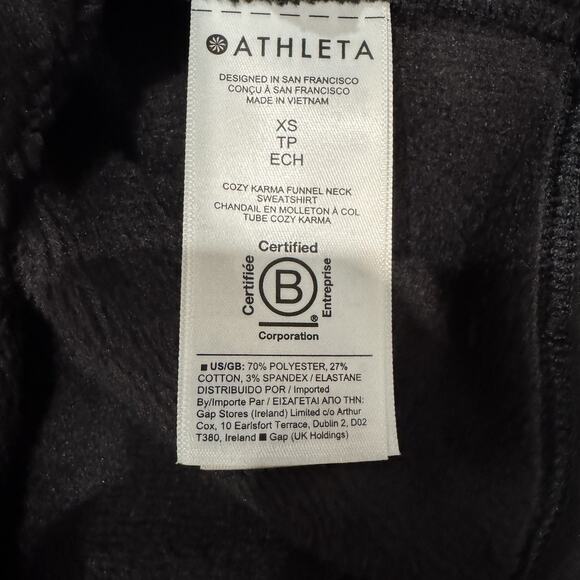 ATHLETA
DESIGNED IN SAN FRANCISCO
CONÇU À SAN FRANCISCO
MADE IN VIETNAM
XS
TP
ECH
COZY KARMA FUNNEL NECK
SWEATSHIRT
CHANDAIL EN MOLLETON À COL
TUBE COZY KARMA
Certified
Certifiée
B
Entreprise
®
Corporation
■ US/GB: 70% POLYESTER, 27%
COTTON, 3% SPANDEX / ELASTANE
DISTRIBUIDO POR / Imported
By/Importe Par / ΕΙΣΑΓΕΤΑΙ ΑΠΟ ΤΗΝ:
Gap Stores (Ireland) Limited c/o Arthur
Cox, 10 Earlsfort Terrace, Dublin 2, D02
T380, Ireland ■ Gap (UK Holdings)